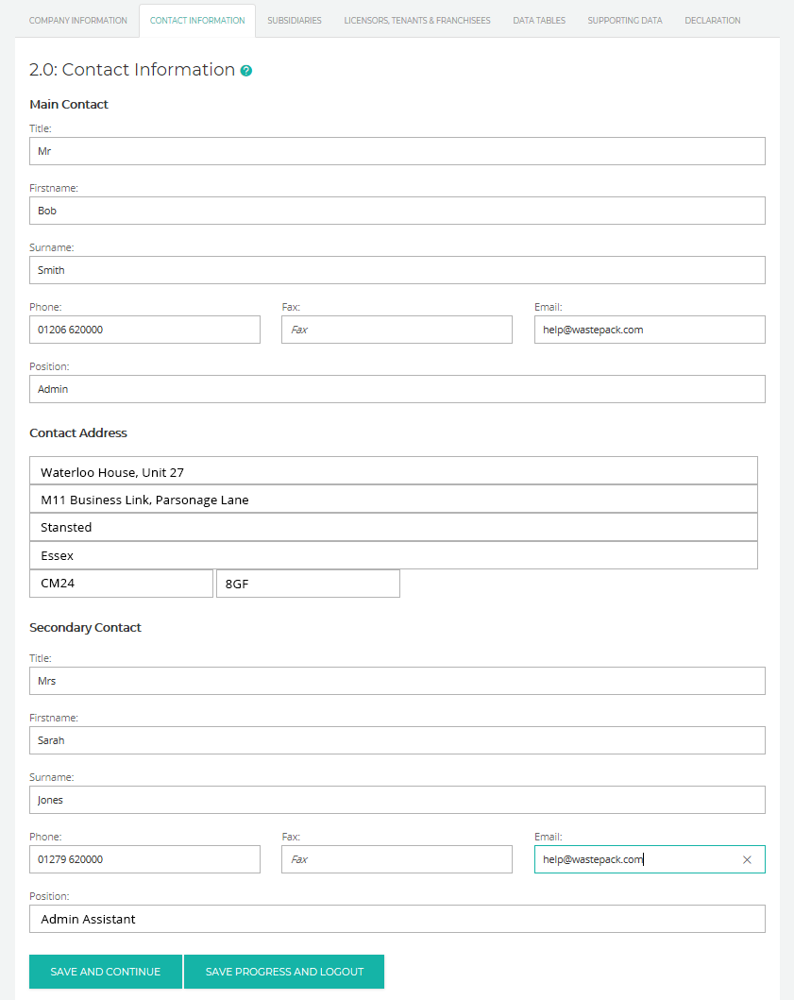 COMPANY INFORMATION CONTACT INFORMATION SUBSIDIARIES LICENSORS, TENANTS & FRANCHISEES DATA TABLES SUPPORTING DATA DECLARATION
2.0: Contact Information ?
Main Contact
Title:
Mr
Firstname:
Bob
Surname:
Smith
Phone: Fax: Email:
01206 620000 Fax help@wastepack.com
Position:
Admin
Contact Address
Waterloo House, Unit 27
M11 Business Link, Parsonage Lane
Stansted
Essex
CM24 8GF
Secondary Contact
Title:
Mrs
Firstname:
Sarah
Surname:
Jones
Phone: Fax: Email:
01279 620000 Fax help@wastepack.com
Position:
Admin Assistant
SAVE AND CONTINUE SAVE PROGRESS AND LOGOUT